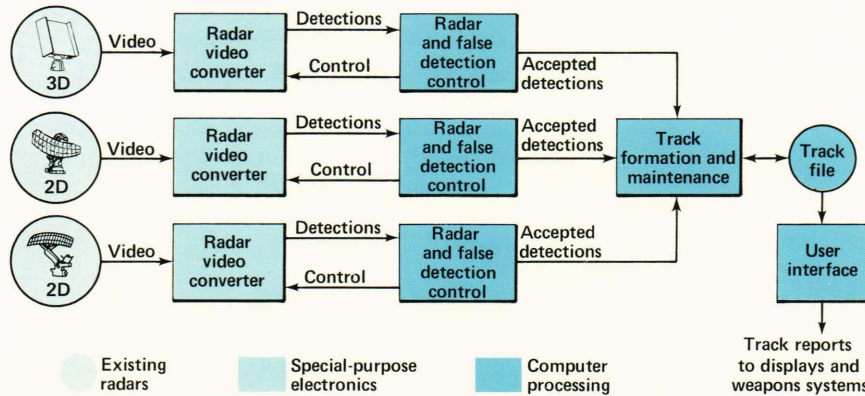 3D
Video
Radar
video
converter
Detections
Control
Radar
and false
detection
control
Accepted
detections
2D
Video
Radar
video
converter
Detections
Control
Radar
and false
detection
control
Accepted
detections
Track
formation and
maintenance
Track
file
2D
Video
Radar
video
converter
Detections
Control
Radar
and false
detection
control
Accepted
detections
User
interface
Track reports
to displays and
weapons systems
Existing
radars
Special-purpose
electronics
Computer
processing